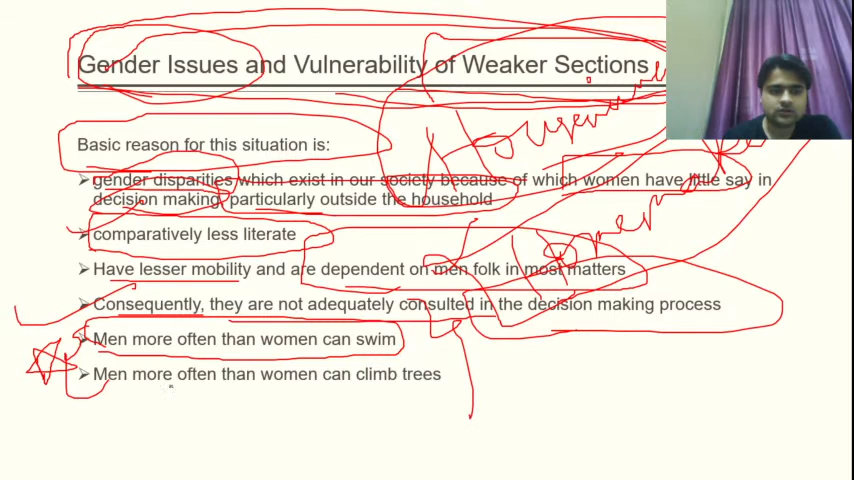 Gender Issues and Vulnerability of Weaker Sections
Basic reason for this situation is:
gender disparities which exist in our society because of which women have little say in
decision making, particularly outside the household
comparatively less literate
Have lesser mobility and are dependent on men folk in most matters
Consequently, they are not adequately consulted in the decision making process
Men more often than women can swim
Men more often than women can climb trees